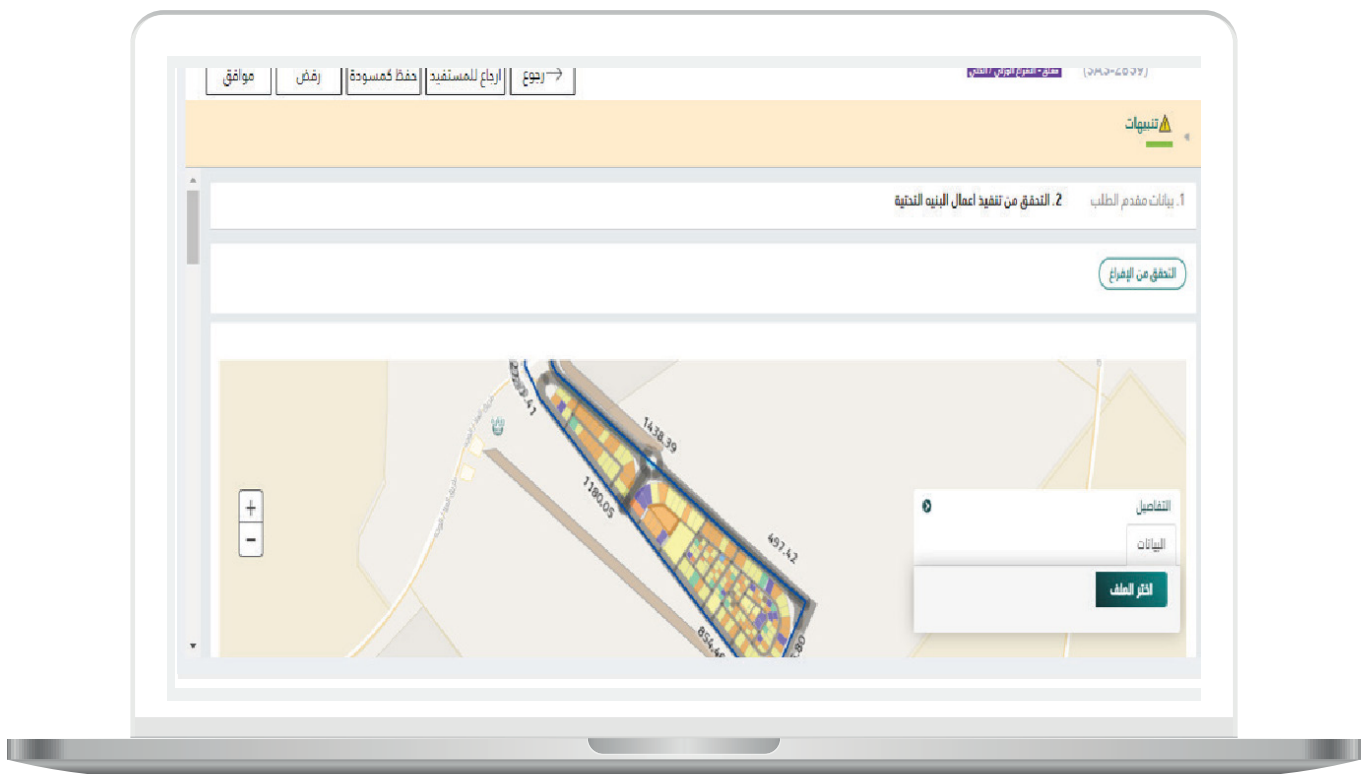 موافق رفض حفظ كمسودة ارجاع للمستفيد رجوع
تنبيهات
1. بيانات مقدم الطلب 2. التحقق من تنفيذ اعمال البنيه التحتية
التحقق من الإفراغ
1438.39
1180.05
497.42
التفاصيل
البيانات
اختر الملف
+
-